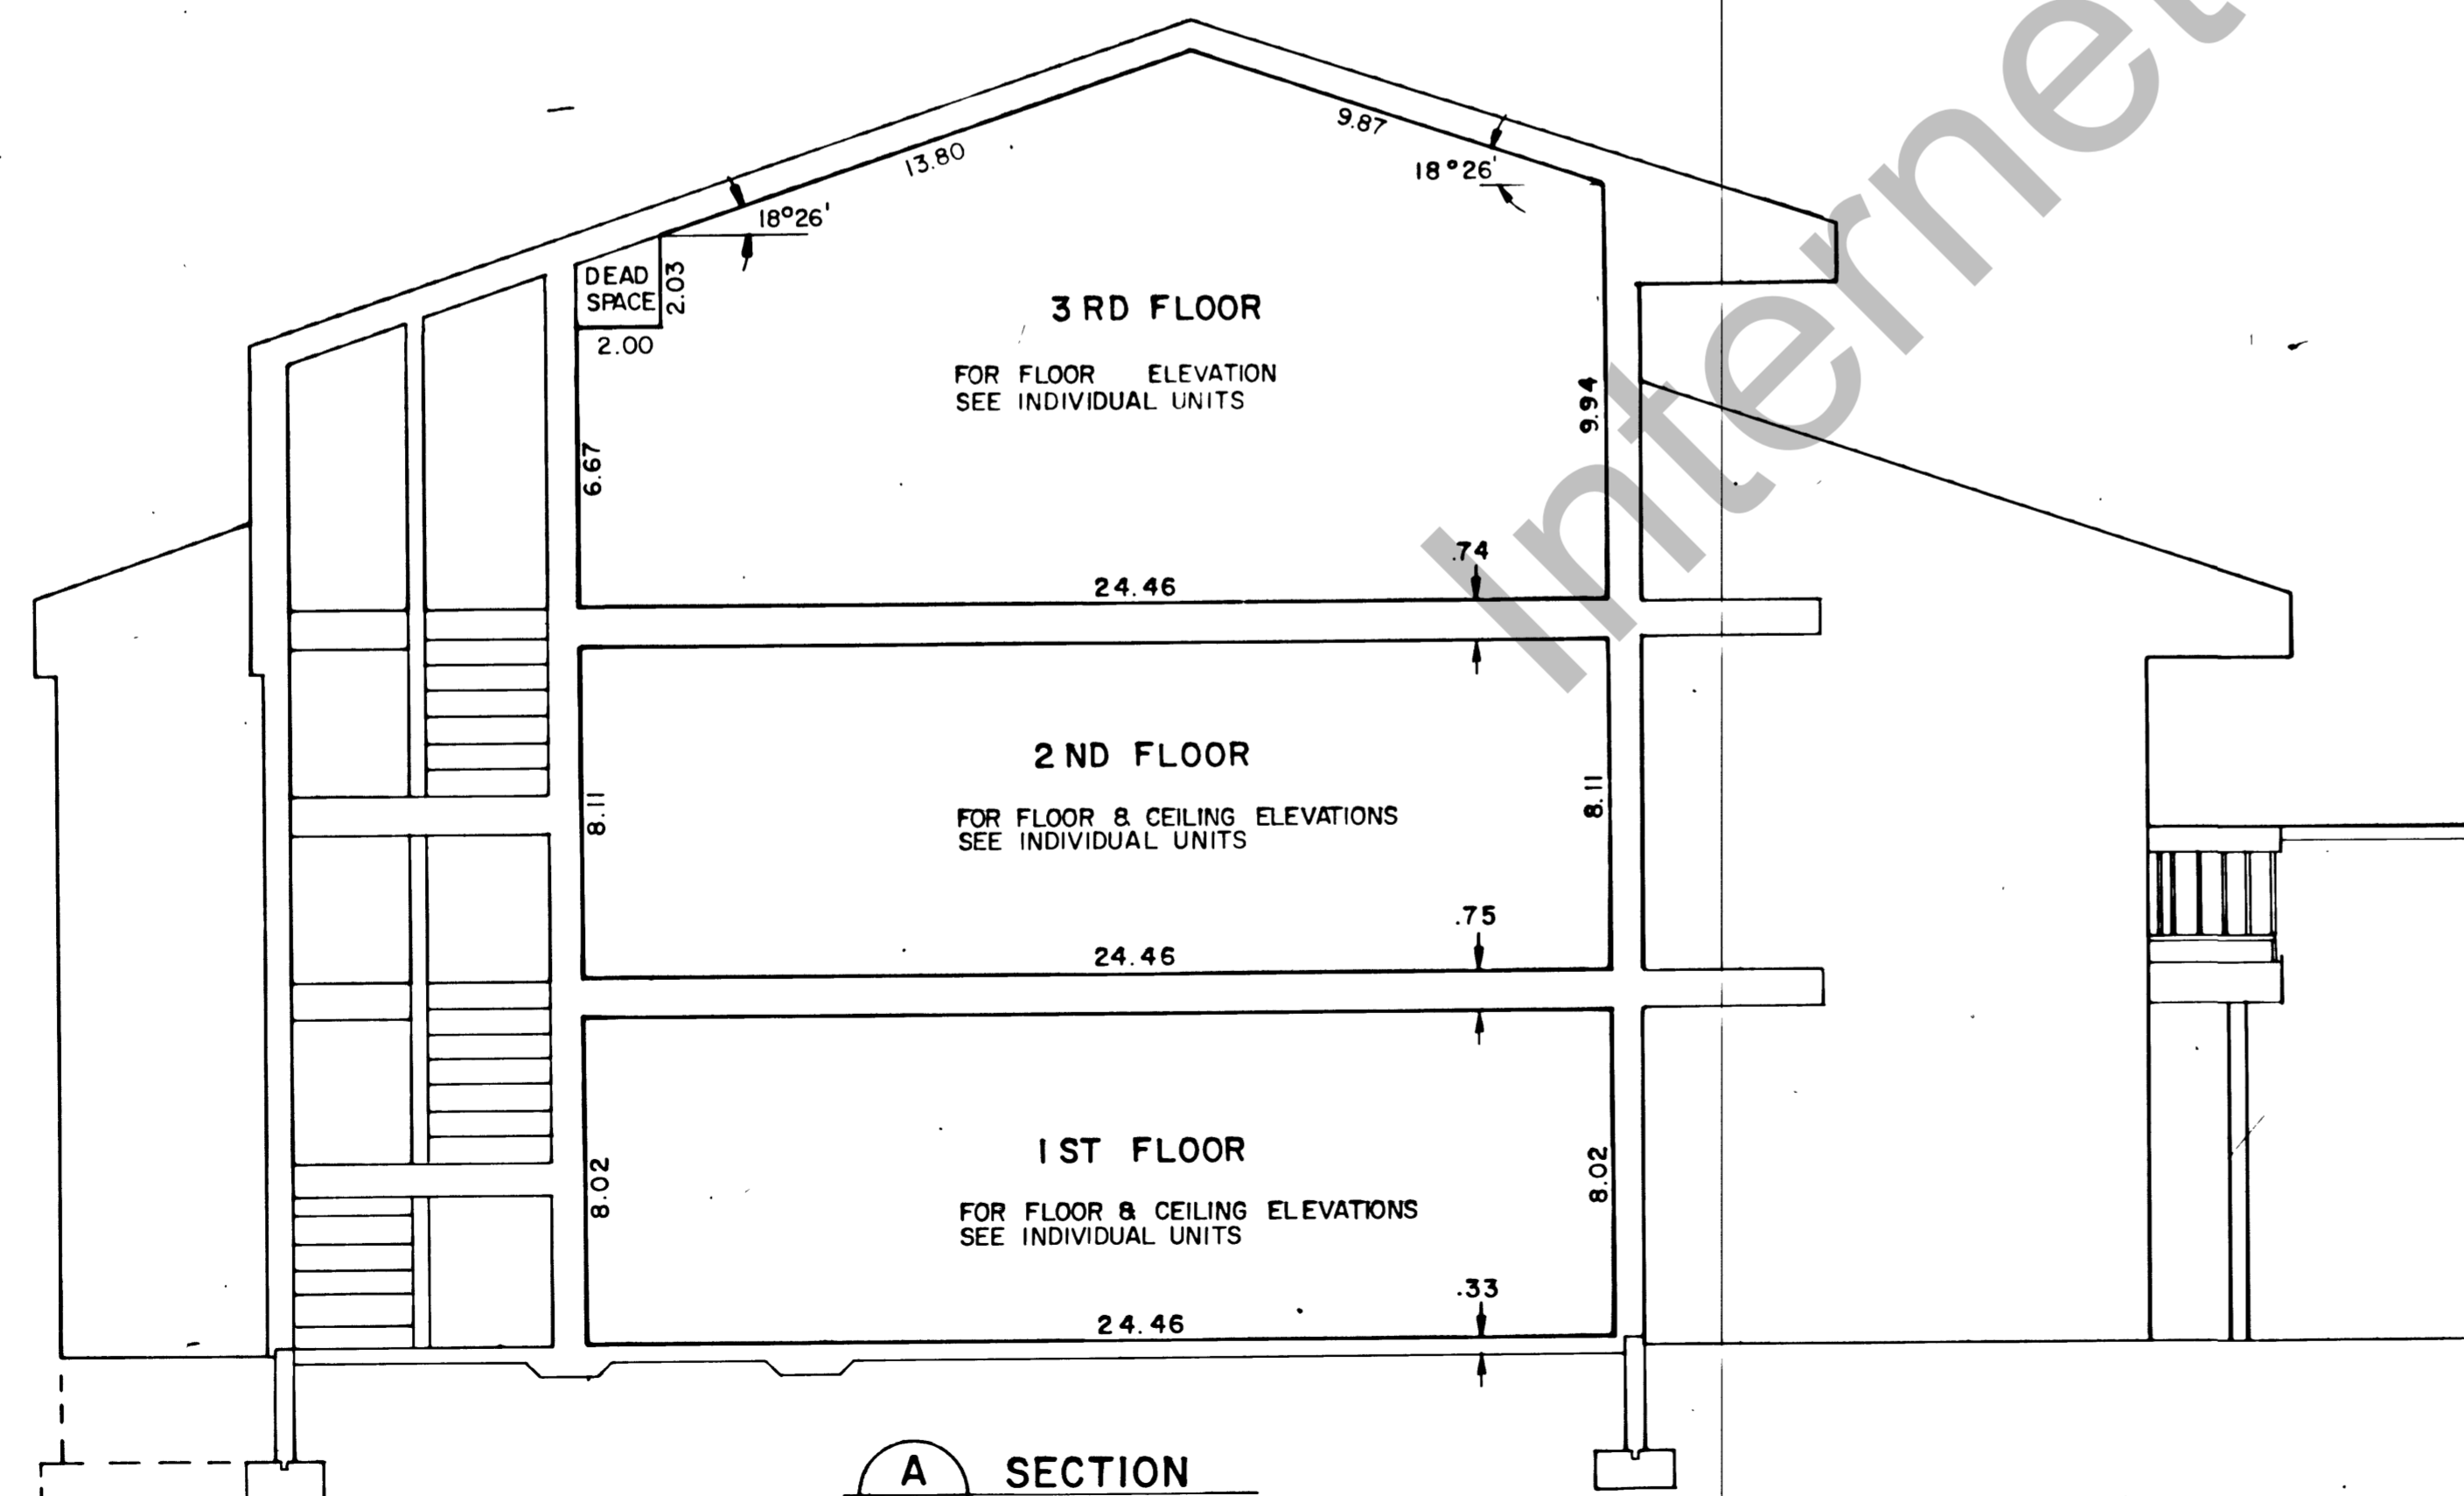 Internet
9.87
13.80
18°26'
18°26'
DEAD
SPACE
2.03
2.00
3 RD FLOOR
FOR FLOOR ELEVATION
SEE INDIVIDUAL UNITS
9.94
6.67
.74
24.46
2 ND FLOOR
8.11
8.11
FOR FLOOR & CEILING ELEVATIONS
SEE INDIVIDUAL UNITS
.75
24.46
1 ST FLOOR
8.02
8.02
FOR FLOOR & CEILING ELEVATIONS
SEE INDIVIDUAL UNITS
.33
24.46
A SECTION